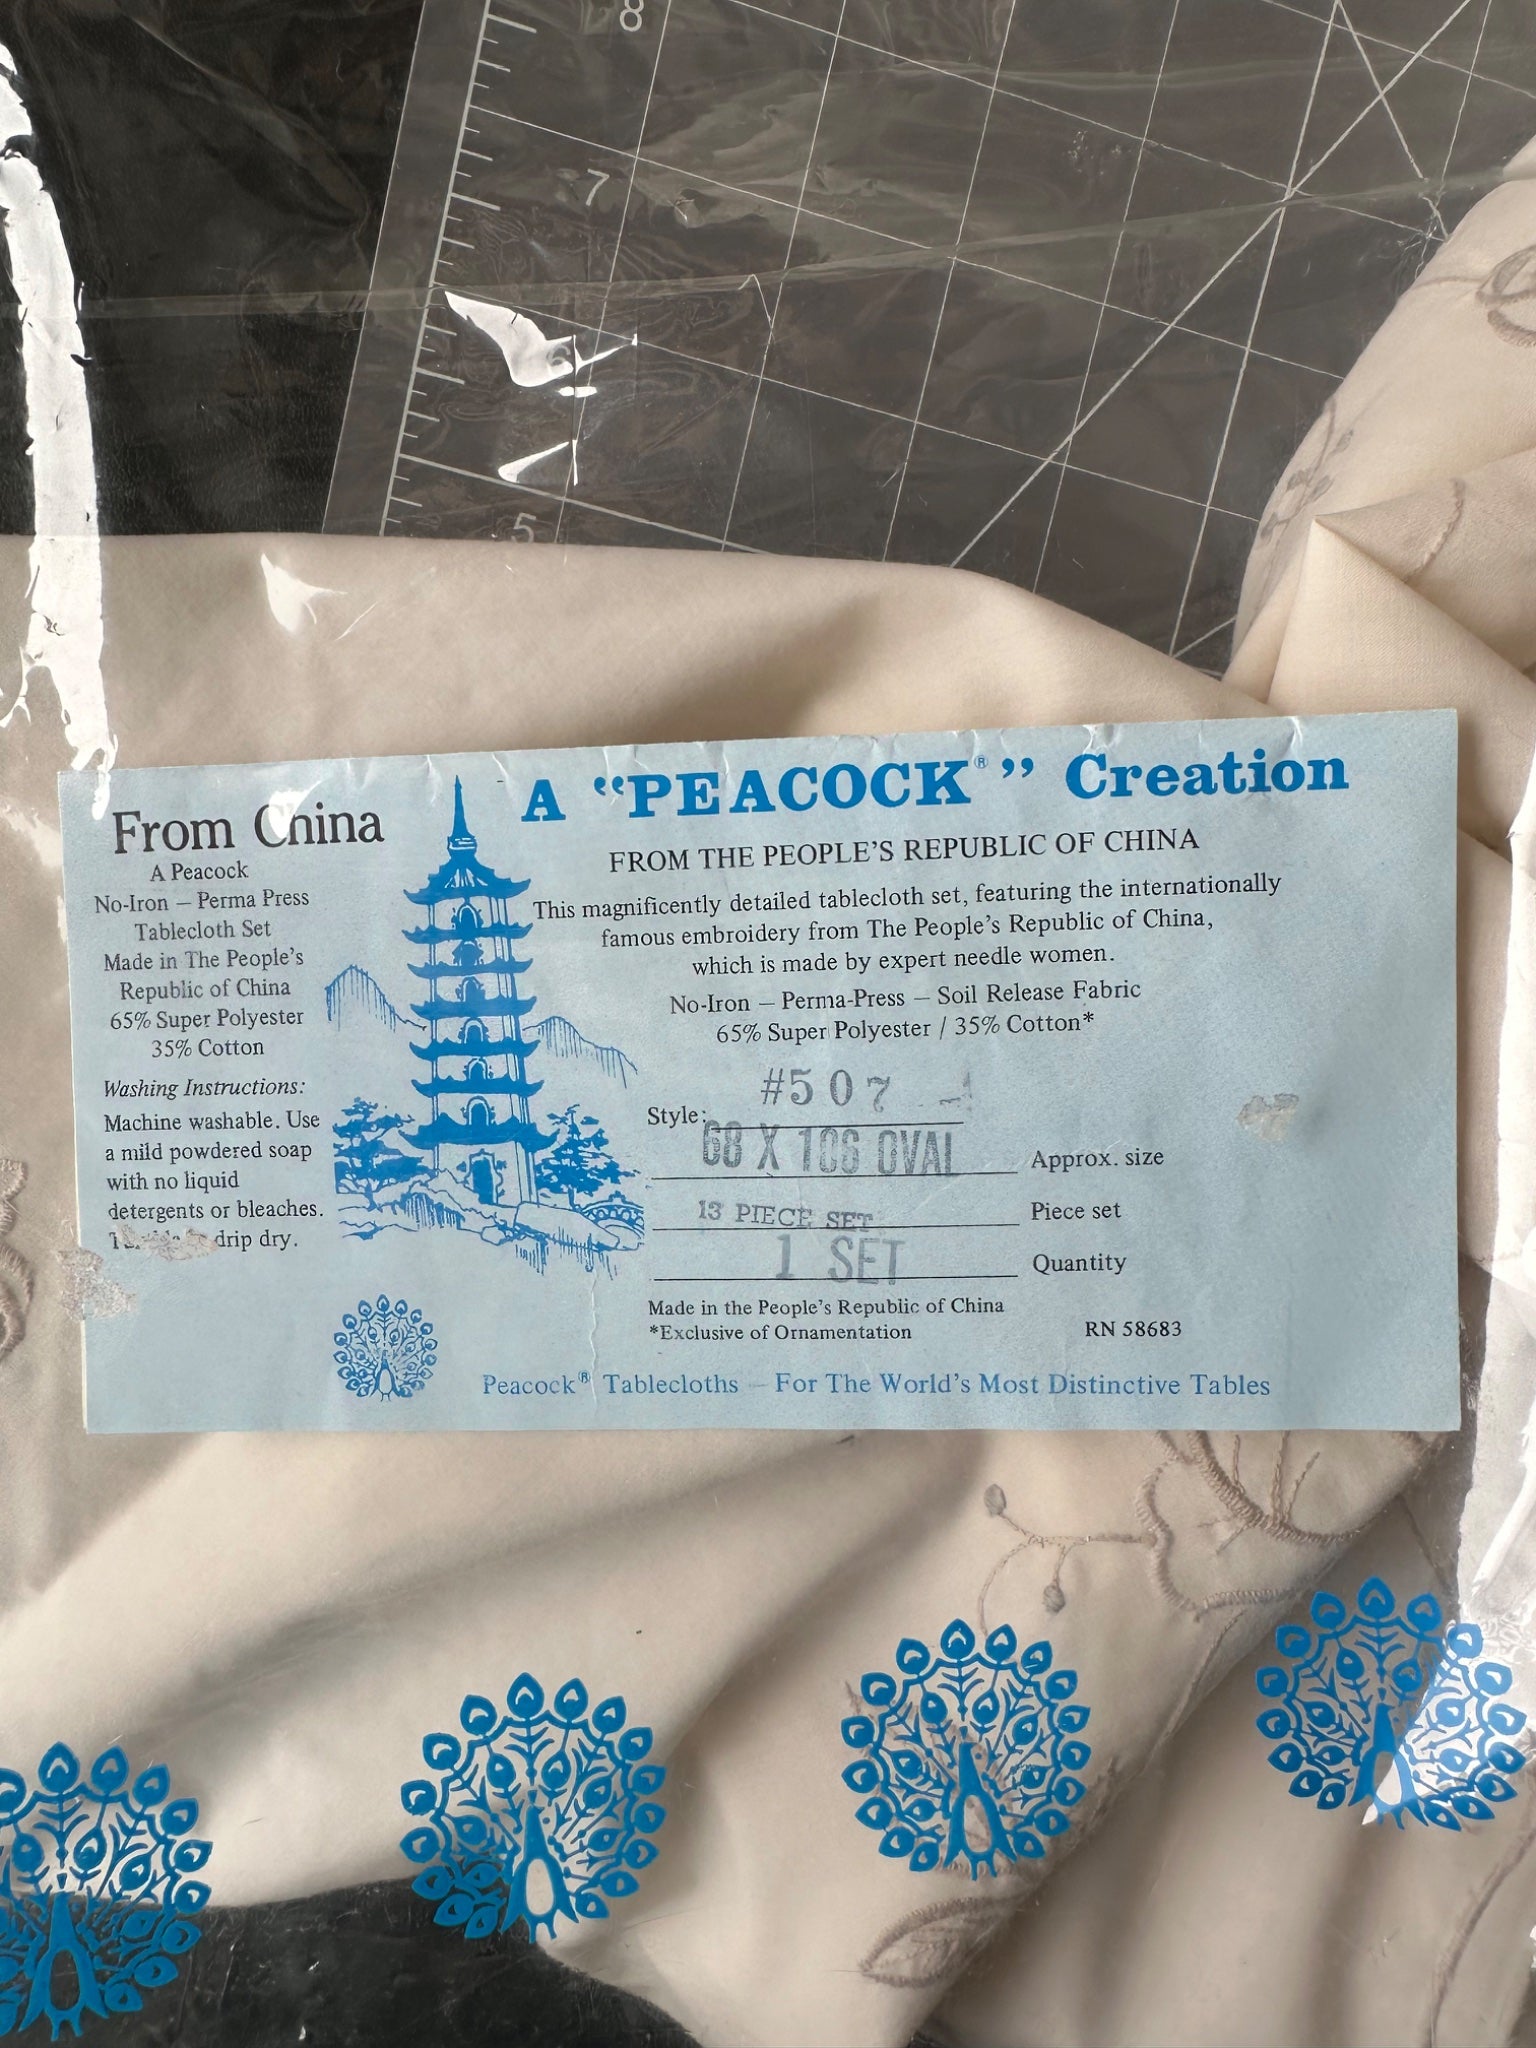 8
7
6
5
From China
A Peacock
No-Iron — Perma Press
Tablecloth Set
Made in The People's
Republic of China
65% Super Polyester
35% Cotton
Washing Instructions:
Machine washable. Use
a mild powdered soap
with no liquid
detergents or bleaches.
drip dry.
A "PEACOCK®" Creation
FROM THE PEOPLE'S REPUBLIC OF CHINA
This magnificently detailed tablecloth set, featuring the internationally
famous embroidery from The People's Republic of China,
which is made by expert needle women.
No-Iron — Perma-Press — Soil Release Fabric
65% Super Polyester / 35% Cotton*
Style: #507
68 X 106 OVAL Approx. size
13 PIECE SET Piece set
1 SET Quantity
Made in the People's Republic of China
*Exclusive of Ornamentation RN 58683
Peacock® Tablecloths — For The World's Most Distinctive Tables